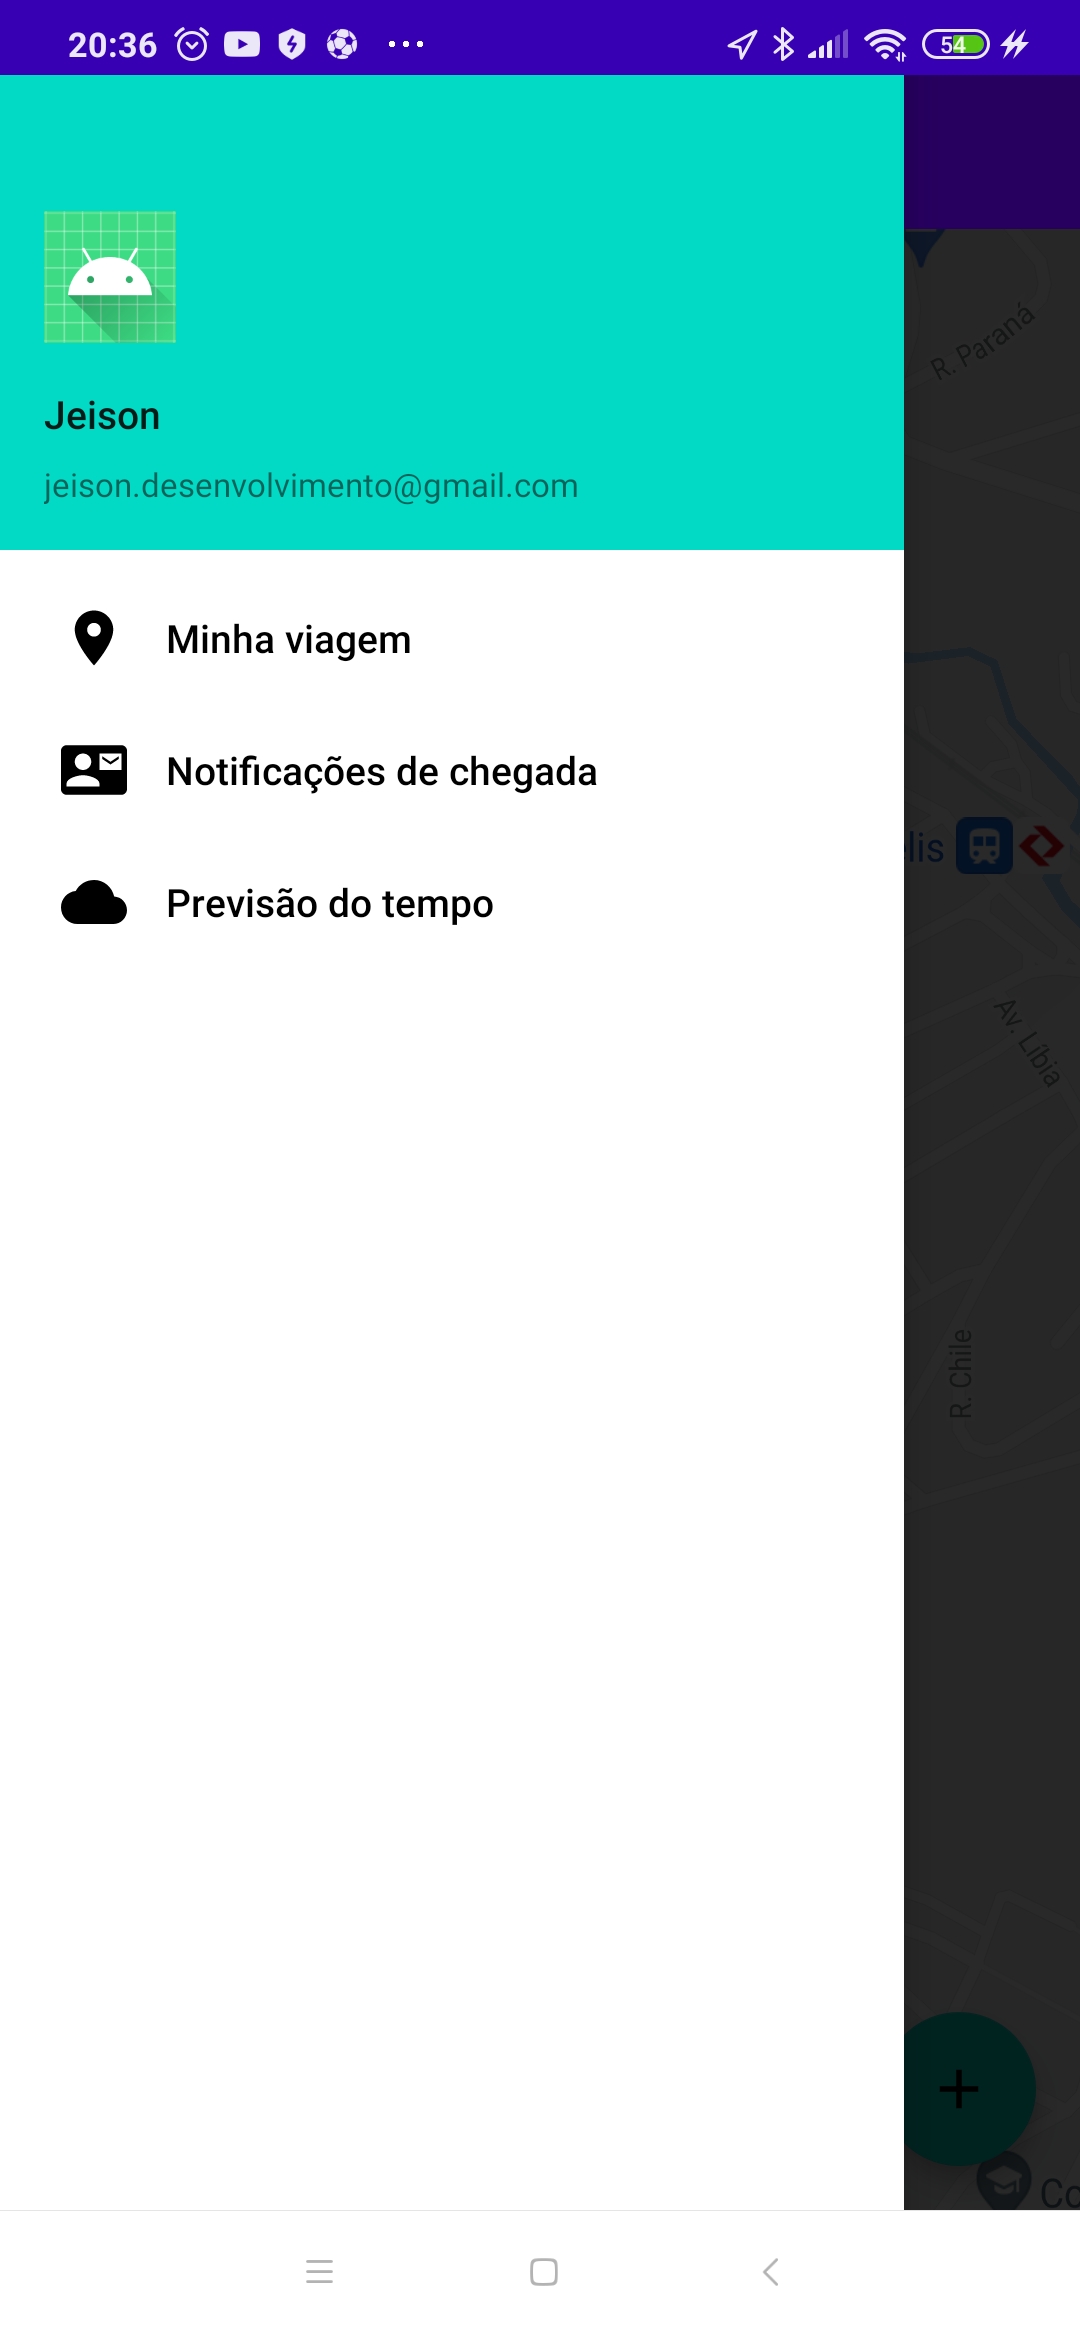 20:36
54
Jeison
jeison.desenvolvimento@gmail.com
Minha viagem
Notificações de chegada
Previsão do tempo
R. Paraná
elis
Av. Líbia
R. Chile
Co